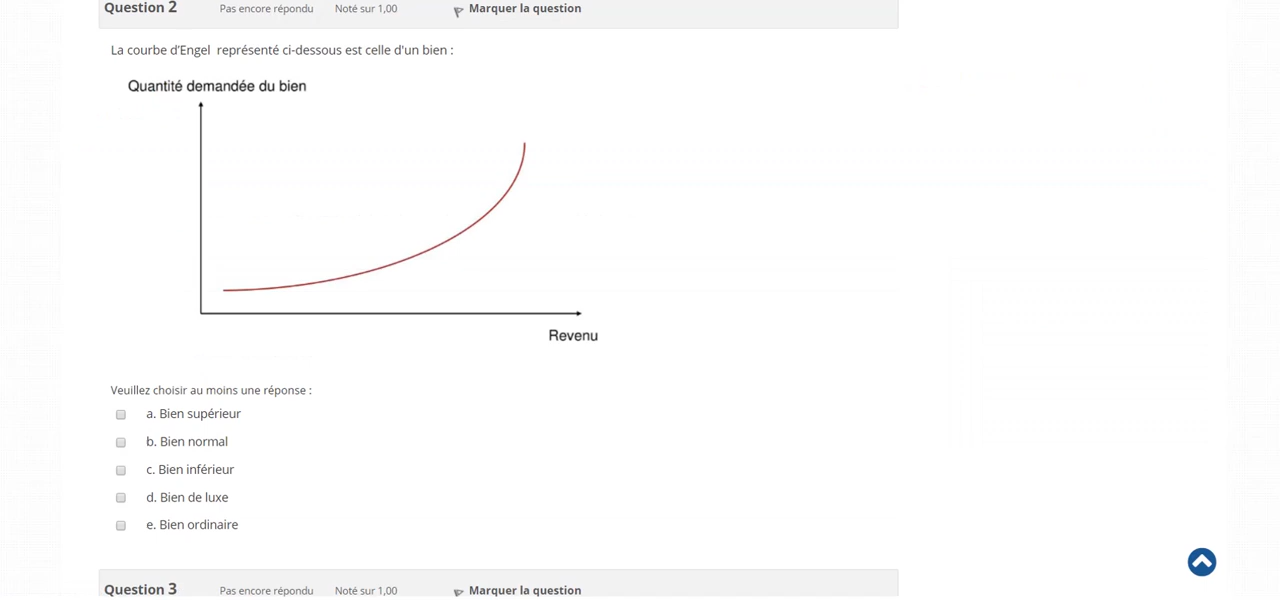 Question 2 Pas encore répondu Noté sur 1,00 Marquer la question
La courbe d’Engel représenté ci-dessous est celle d'un bien :
Quantité demandée du bien
Revenu
Veuillez choisir au moins une réponse :
a. Bien supérieur
b. Bien normal
c. Bien inférieur
d. Bien de luxe
e. Bien ordinaire
Question 3 Pas encore répondu Noté sur 1,00 Marquer la question